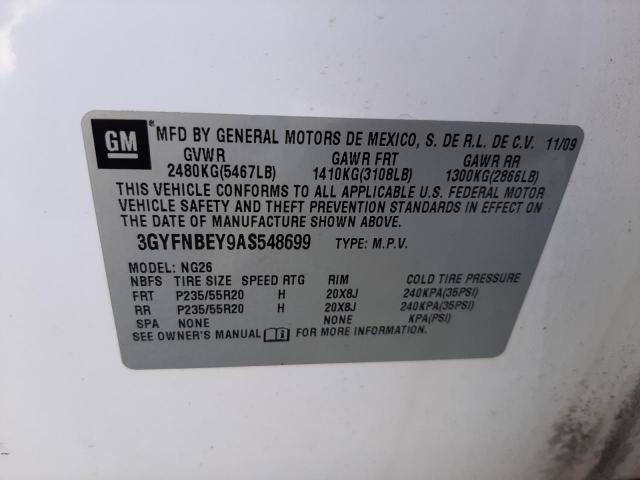 GM ® MFD BY GENERAL MOTORS DE MEXICO, S. DE R.L. DE C.V. 11/09
GVWR GAWR FRT GAWR RR
2480KG(5467LB) 1410KG(3108LB) 1300KG(2866LB)
THIS VEHICLE CONFORMS TO ALL APPLICABLE U.S. FEDERAL MOTOR
VEHICLE SAFETY AND THEFT PREVENTION STANDARDS IN EFFECT ON
THE DATE OF MANUFACTURE SHOWN ABOVE.
3GYFNBEY9AS548699 TYPE: M.P.V.
MODEL: NG26
NBFS TIRE SIZE SPEED RTG RIM COLD TIRE PRESSURE
FRT P235/55R20 H 20X8J 240KPA(35PSI)
RR P235/55R20 H 20X8J 240KPA(35PSI)
SPA NONE NONE KPA(PSI)
SEE OWNER'S MANUAL FOR MORE INFORMATION.